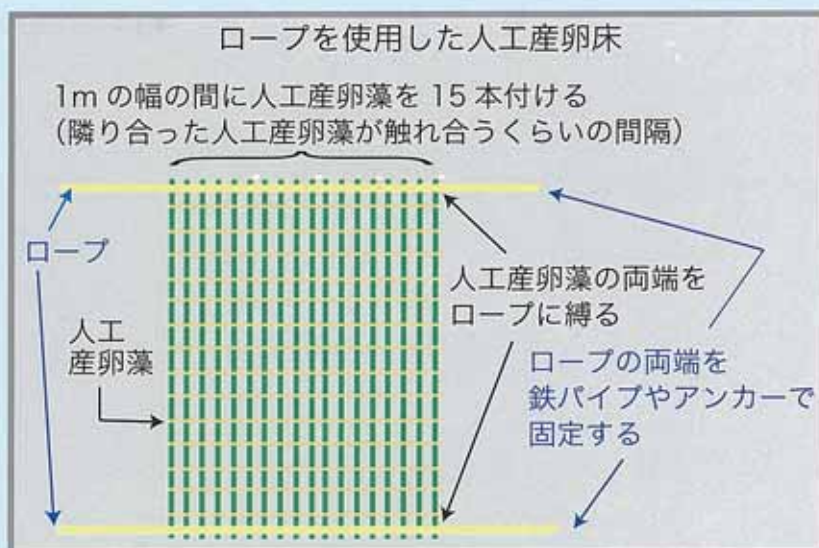 ロープを使用した人工産卵床
1m の幅の間に人工産卵藻を 15 本付ける
（隣り合った人工産卵藻が触れ合うくらいの間隔）
ロープ
人工産卵藻の両端を
ロープに縛る
人工
産卵藻
ロープの両端を
鉄パイプやアンカーで
固定する